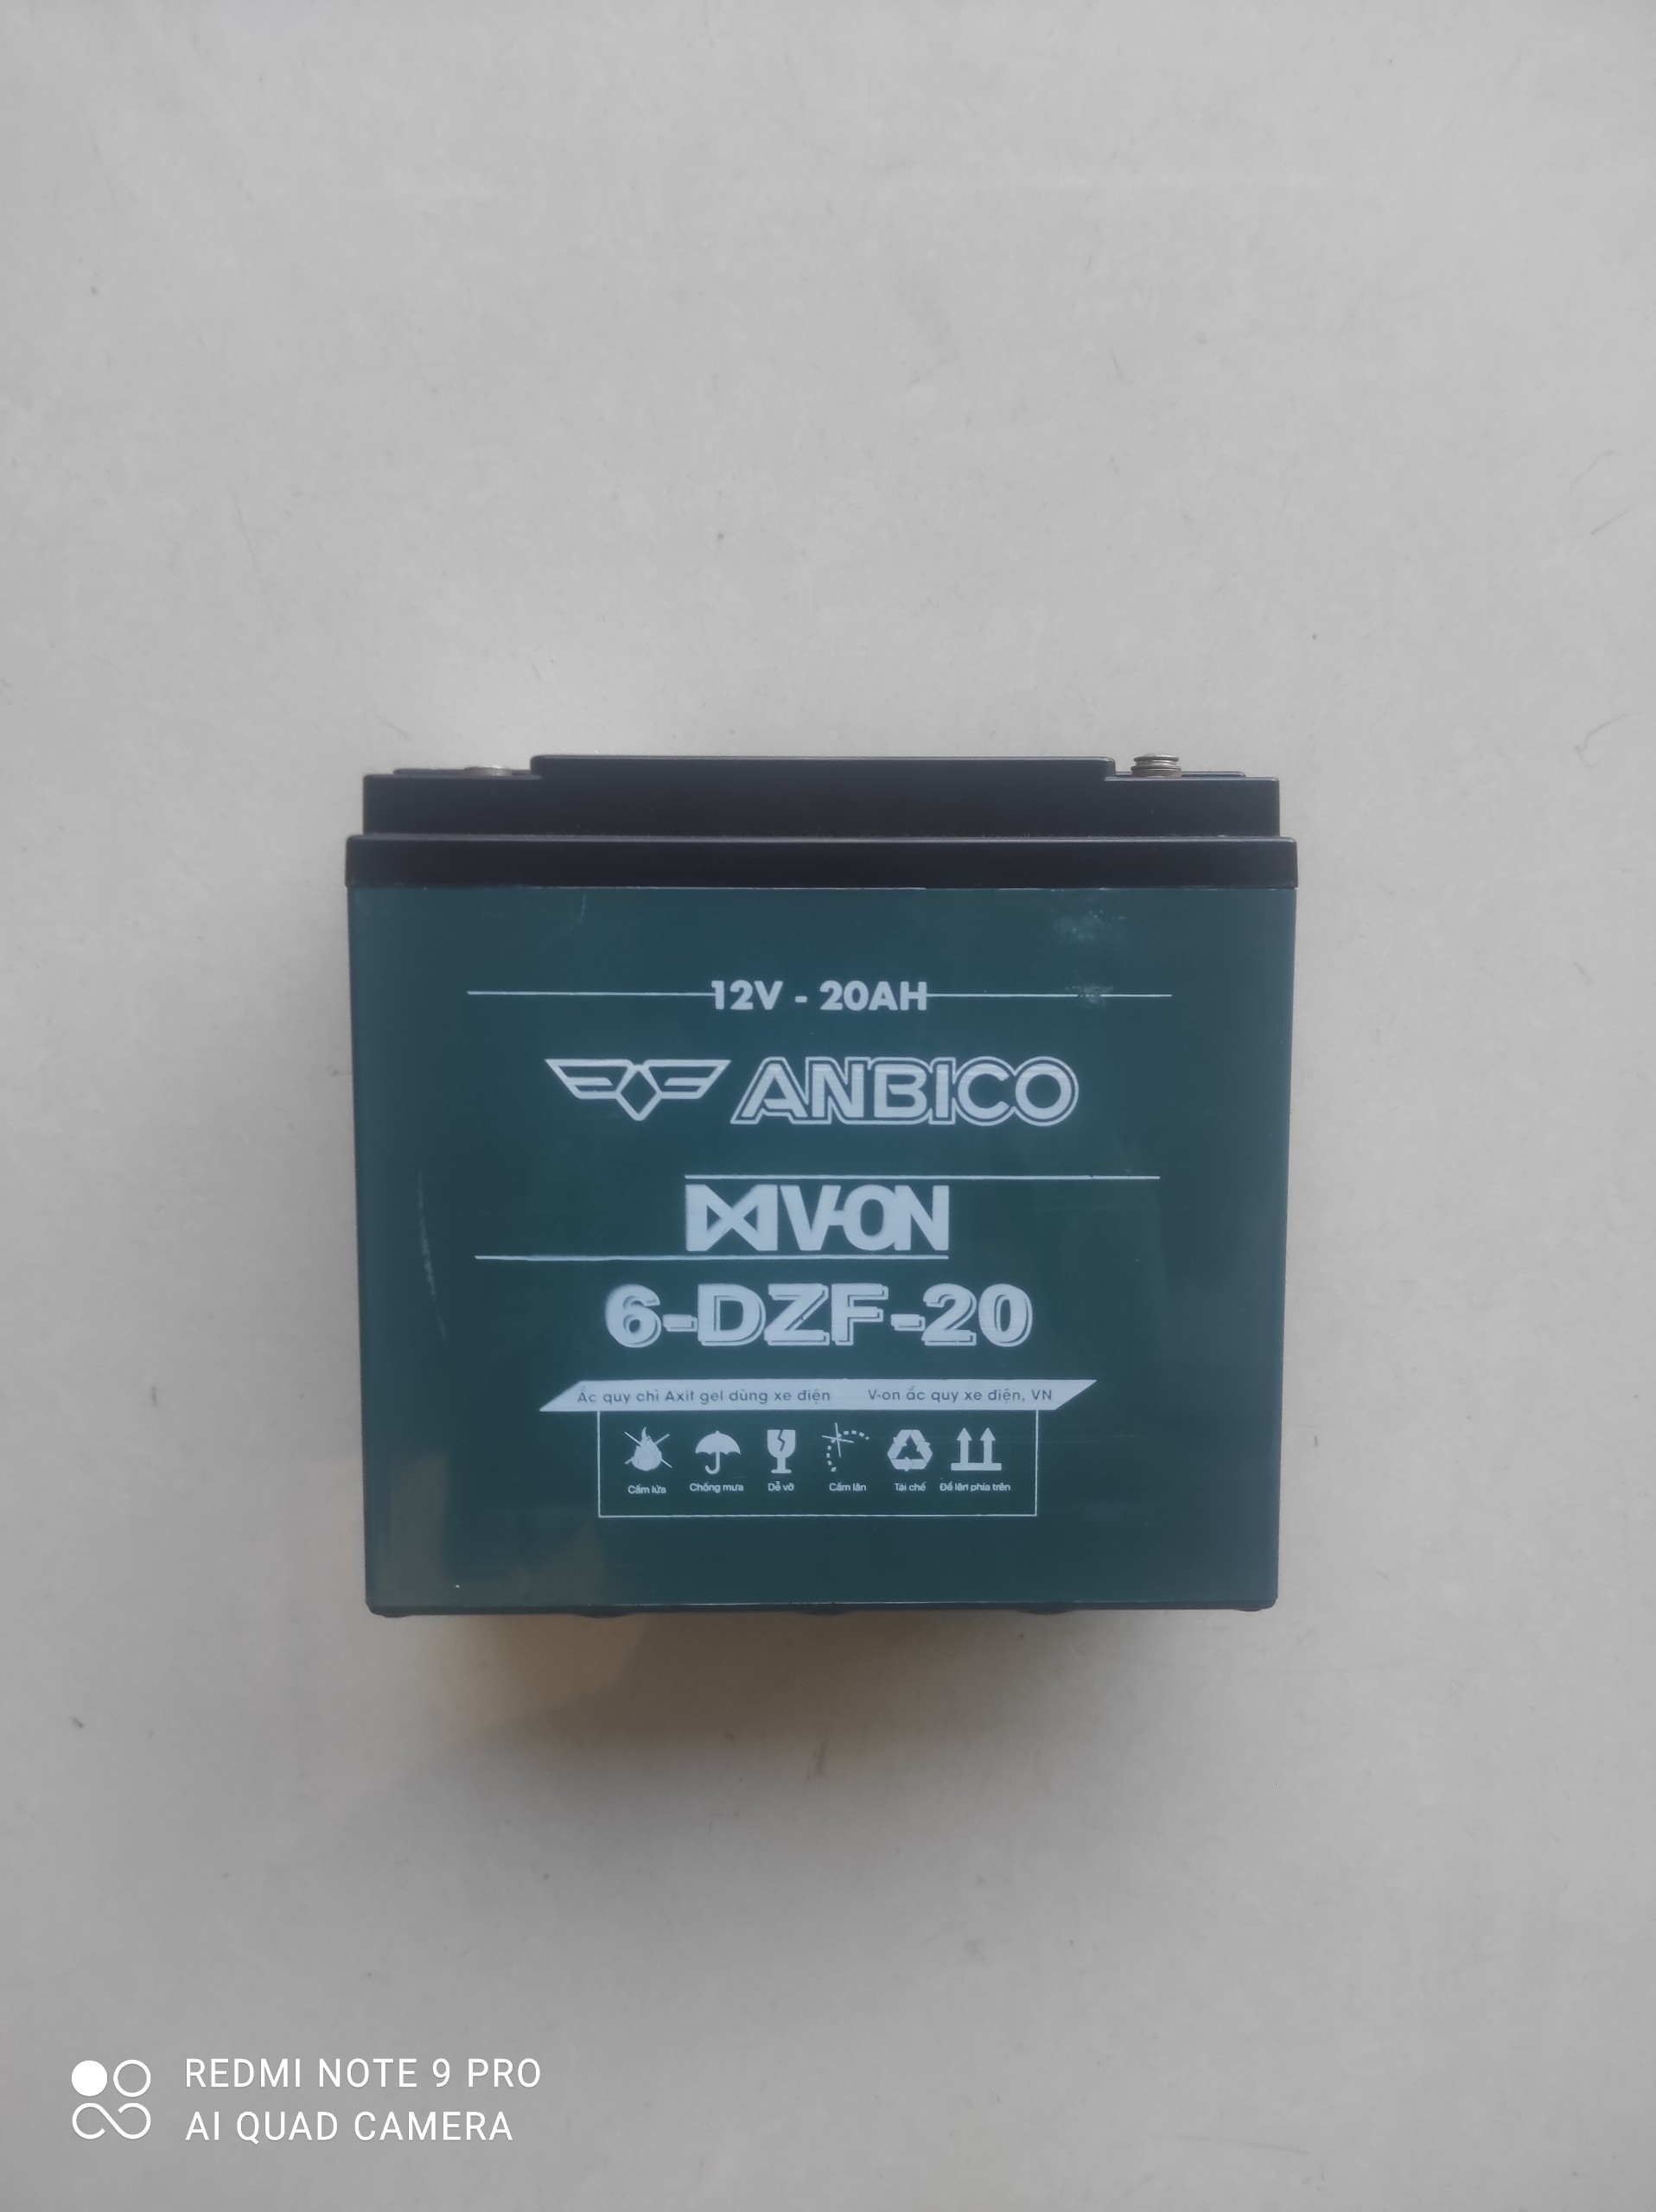 12V - 20AH
ANBICO
V-ON
6-DZF-20
Ắc quy chì Axit gel dùng xe điện V-on ắc quy xe điện, VN
Cấm lửa Chống mưa Dễ vỡ Cấm lăn Tái chế Để lên phía trên
REDMI NOTE 9 PRO
AI QUAD CAMERA